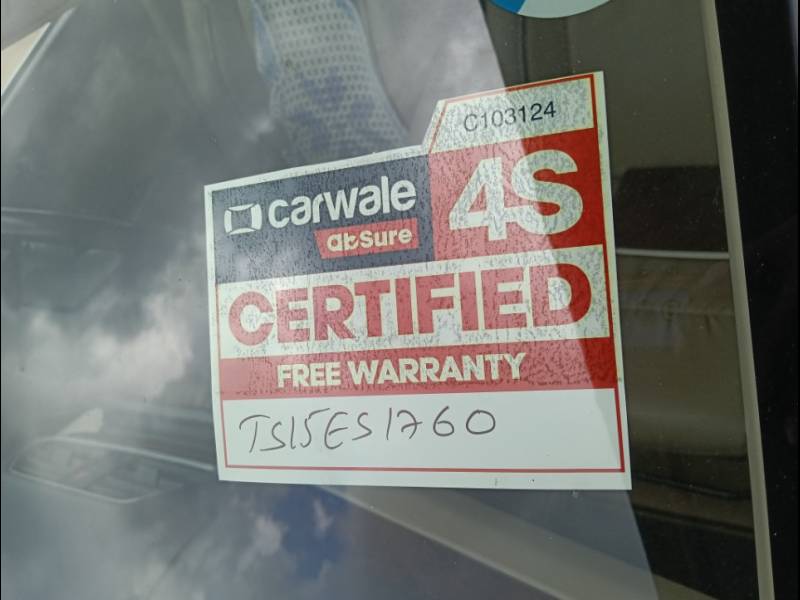 C103124
carwale
abSure
4S
CERTIFIED
FREE WARRANTY
TS15ES1760